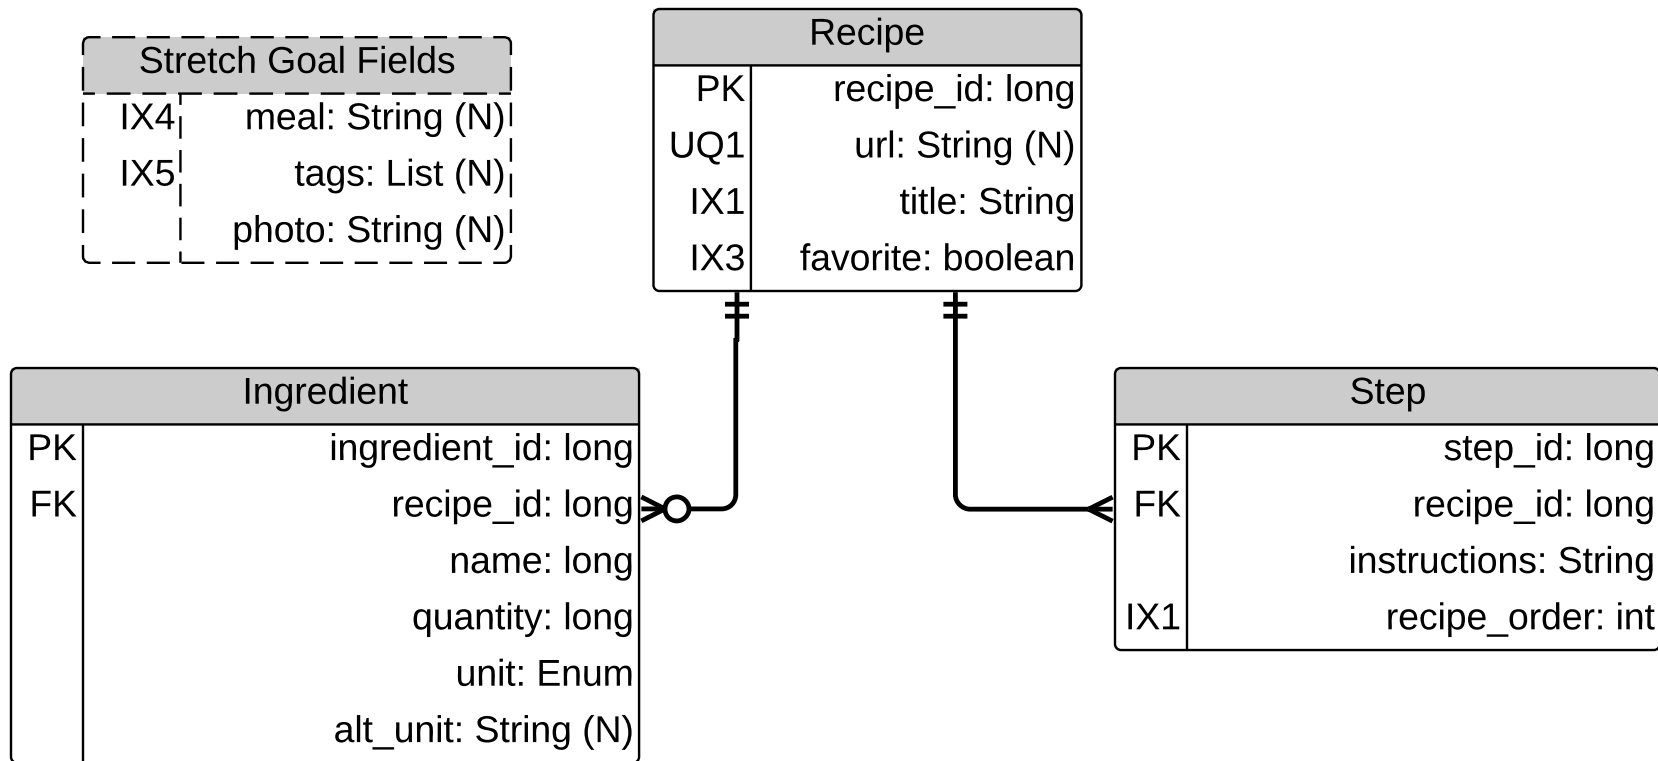 Stretch Goal Fields
IX4 meal: String (N)
IX5 tags: List (N)
photo: String (N)
Recipe
PK recipe_id: long
UQ1 url: String (N)
IX1 title: String
IX3 favorite: boolean
Ingredient
PK ingredient_id: long
FK recipe_id: long
name: long
quantity: long
unit: Enum
alt_unit: String (N)
Step
PK step_id: long
FK recipe_id: long
instructions: String
IX1 recipe_order: int